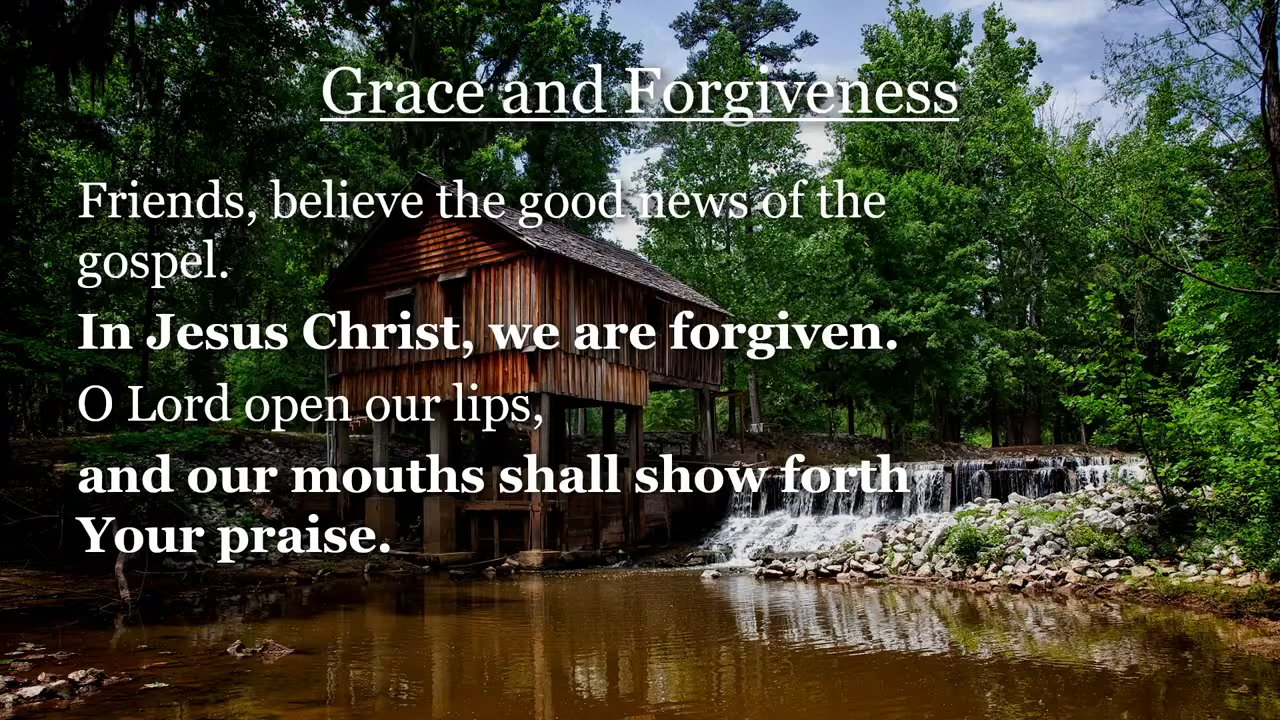 Grace and Forgiveness
Friends, believe the good news of the
gospel.
In Jesus Christ, we are forgiven.
O Lord open our lips,
and our mouths shall show forth
Your praise.